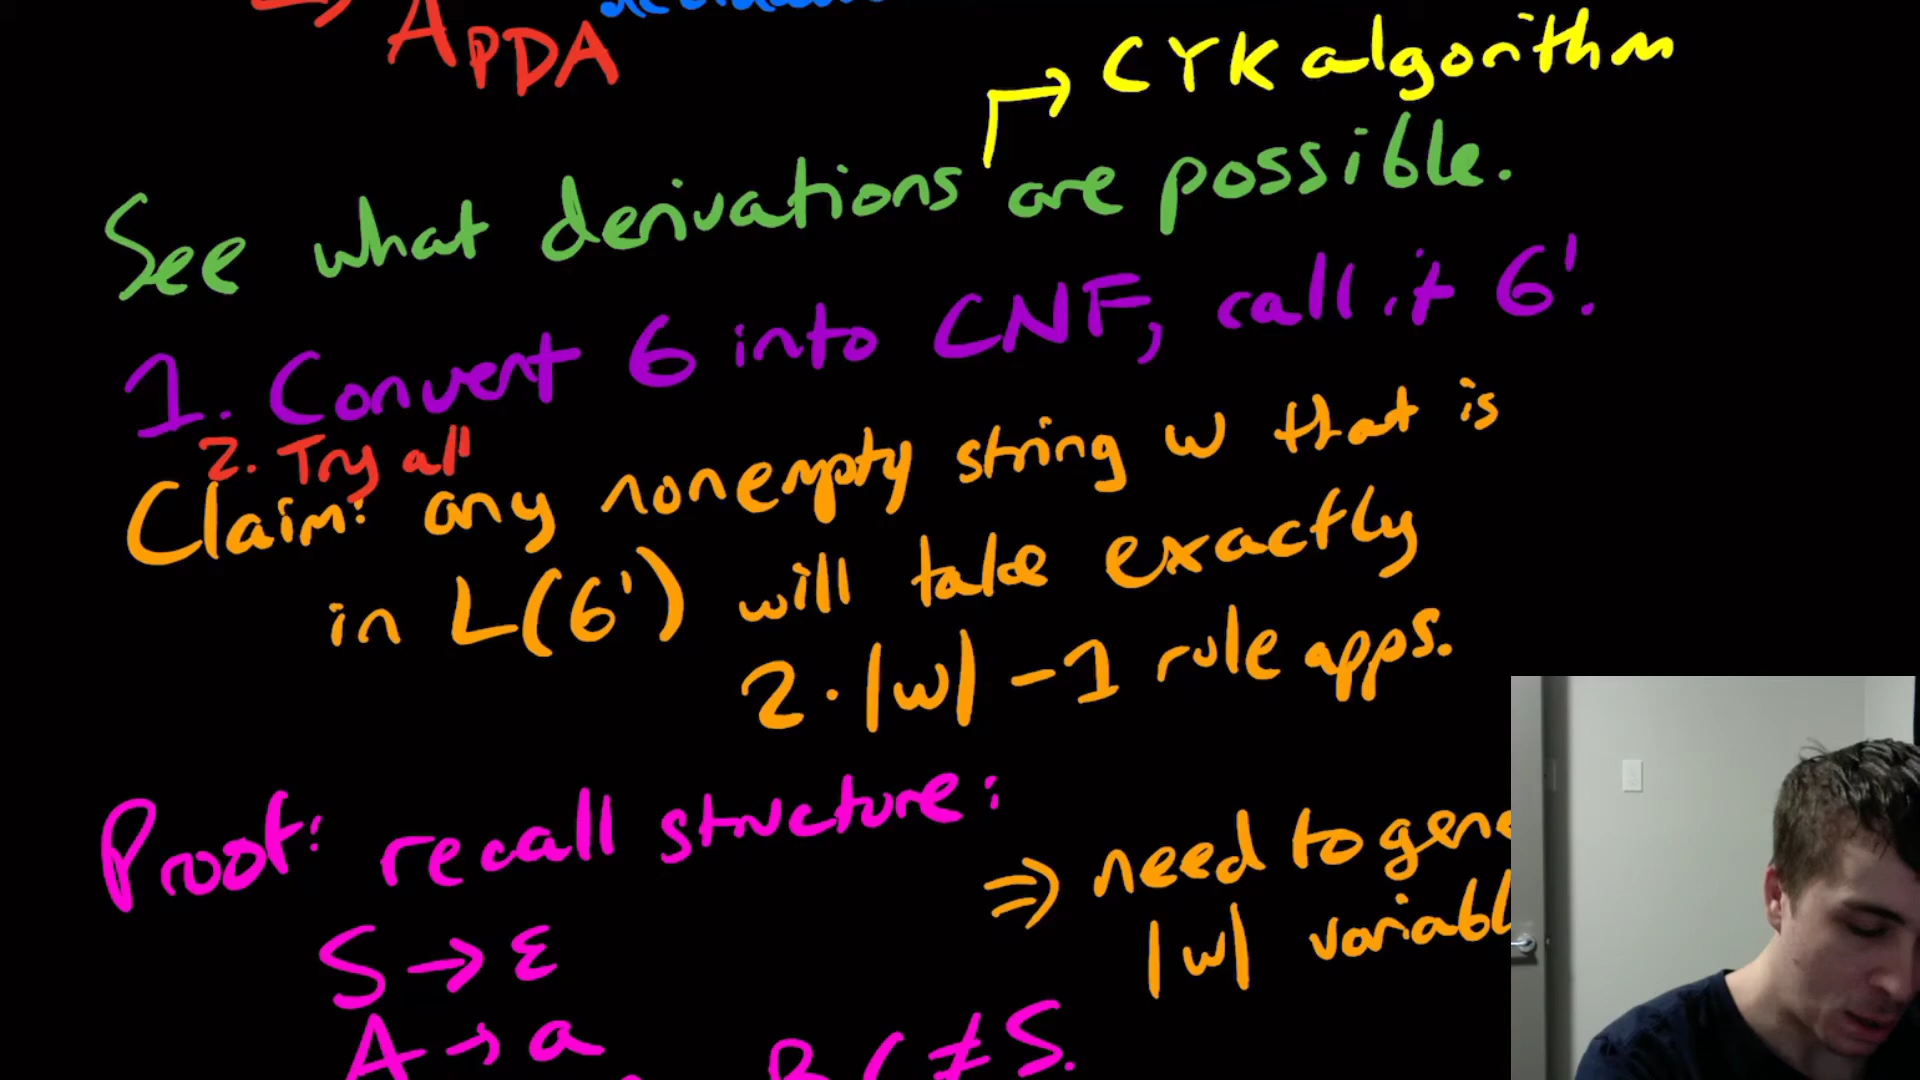 ⇒ APDA
→ CYK algorithm
See what derivations are possible.
1. Convert G into CNF, call it G'.
2. Try all
Claim: any nonempty string w that is
in L(G') will take exactly
2·|w| -1 rule apps.
Proof: recall structure:
⇒ need to gene
|w| variabl
S → ε
A → a
B, C ≠ S.